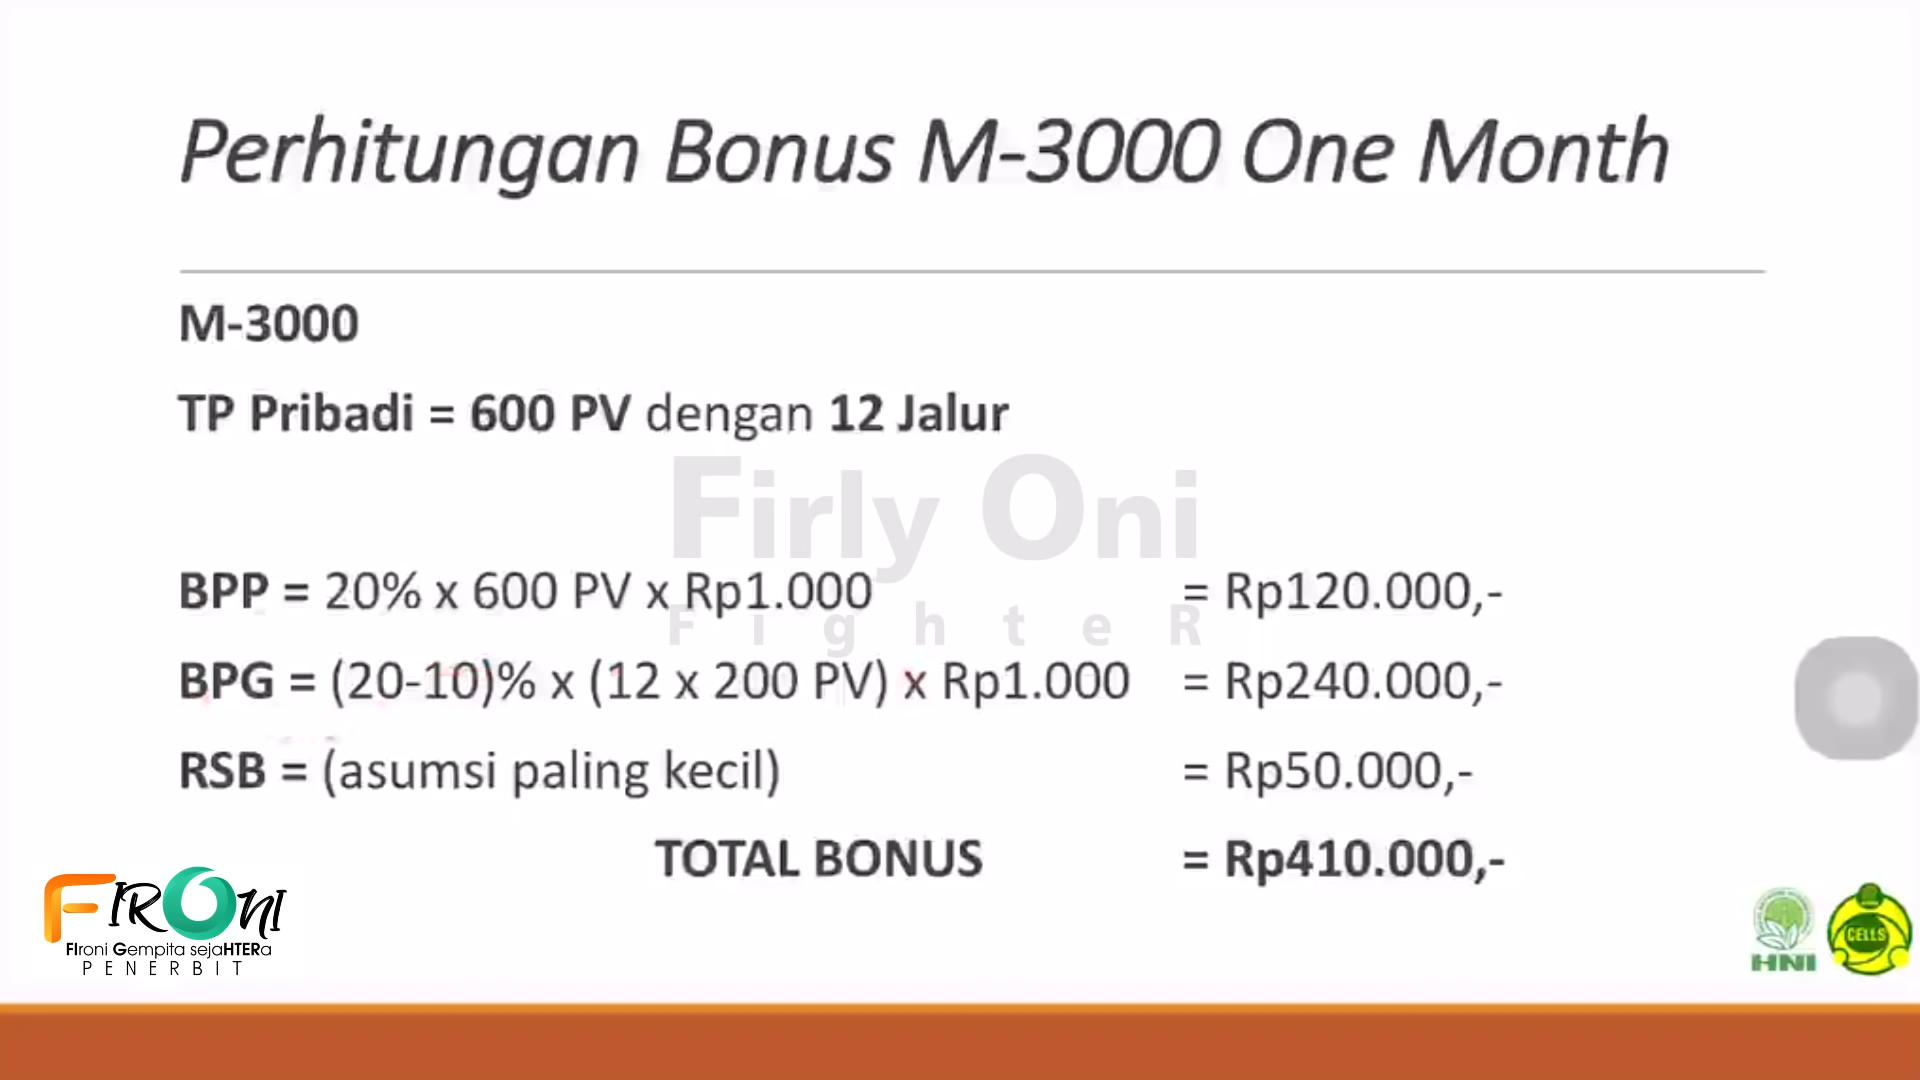 Perhitungan Bonus M-3000 One Month
M-3000
TP Pribadi = 600 PV dengan 12 Jalur
Firly Oni
FighteR
BPP = 20% x 600 PV x Rp1.000 = Rp120.000,-
BPG = (20-10)% x (12 x 200 PV) x Rp1.000 = Rp240.000,-
RSB = (asumsi paling kecil) = Rp50.000,-
TOTAL BONUS = Rp410.000,-
FIRONI
FIroni Gempita sejaHTERa
PENERBIT
HNI
CELLS